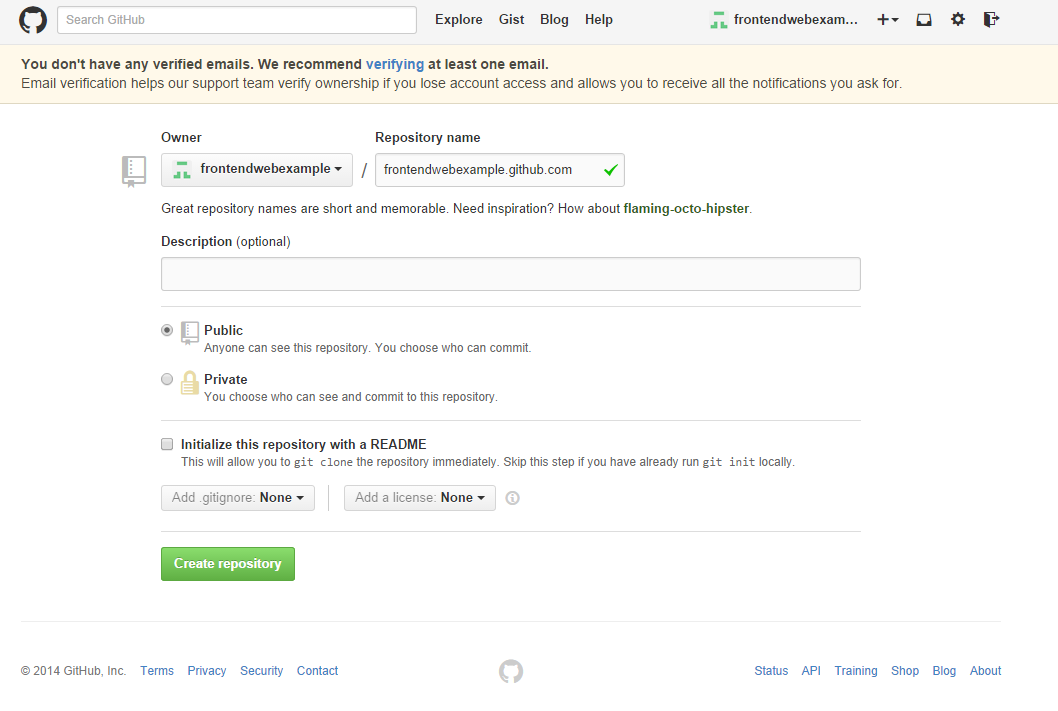 Search GitHub Explore Gist Blog Help frontendwebexam...
You don't have any verified emails. We recommend verifying at least one email.
Email verification helps our support team verify ownership if you lose account access and allows you to receive all the notifications you ask for.
Owner Repository name
frontendwebexample / frontendwebexample.github.com
Great repository names are short and memorable. Need inspiration? How about flaming-octo-hipster.
Description (optional)
Public
Anyone can see this repository. You choose who can commit.
Private
You choose who can see and commit to this repository.
Initialize this repository with a README
This will allow you to git clone the repository immediately. Skip this step if you have already run git init locally.
Add .gitignore: None Add a license: None
Create repository
© 2014 GitHub, Inc. Terms Privacy Security Contact Status API Training Shop Blog About